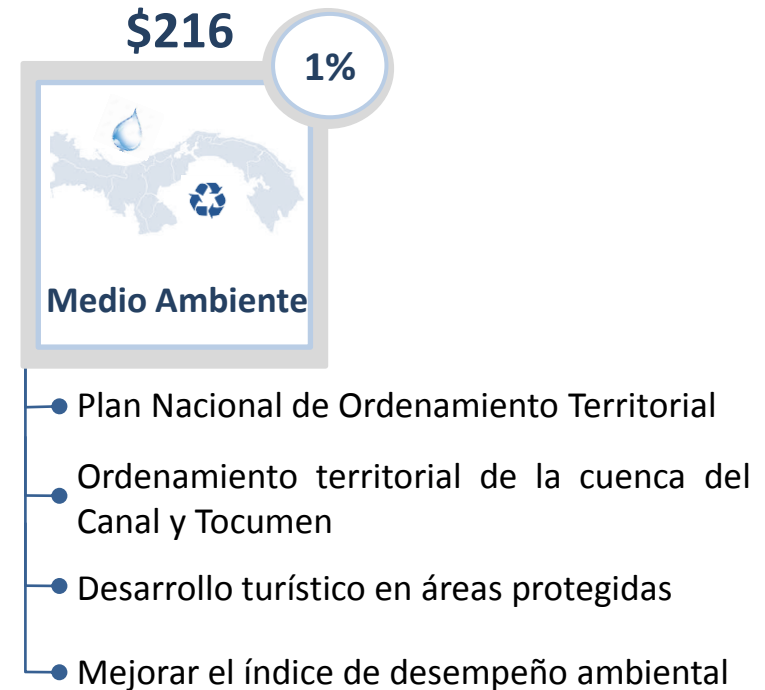 $216
1%
Medio Ambiente
Plan Nacional de Ordenamiento Territorial
Ordenamiento territorial de la cuenca del
Canal y Tocumen
Desarrollo turístico en áreas protegidas
Mejorar el índice de desempeño ambiental